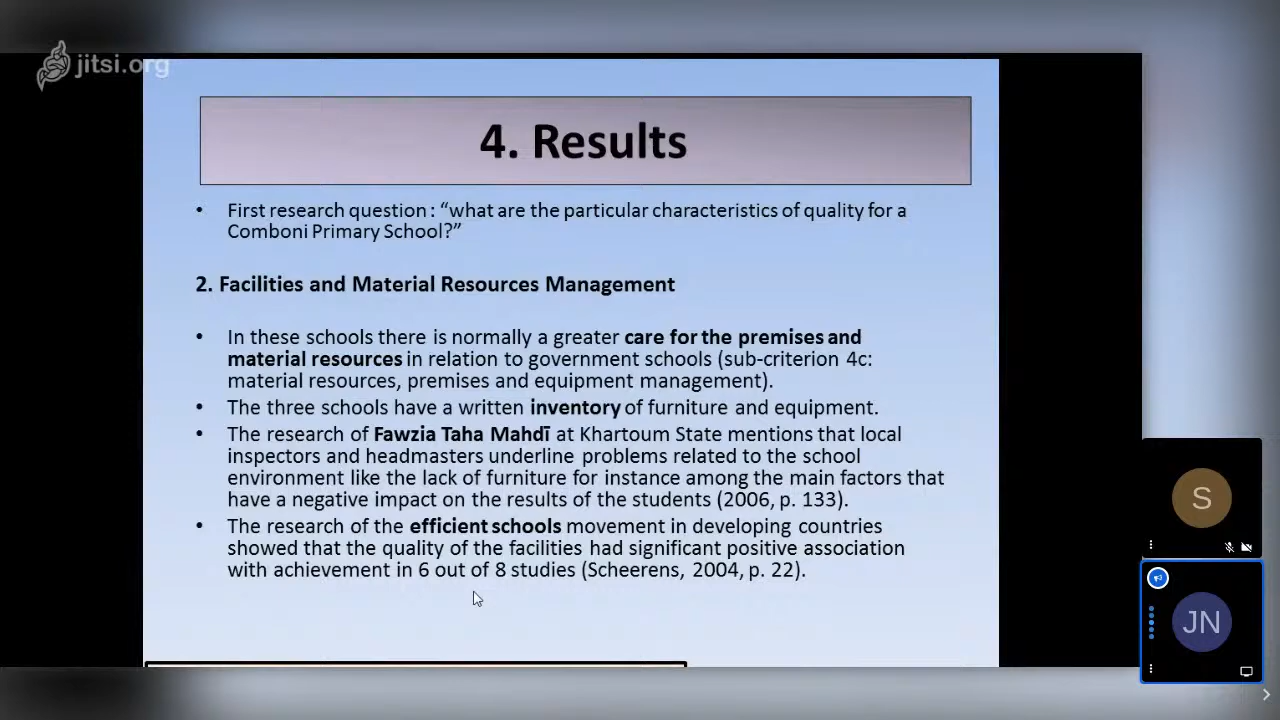 jitsi.org
4. Results
• First research question : “what are the particular characteristics of quality for a
Comboni Primary School?”
2. Facilities and Material Resources Management
• In these schools there is normally a greater care for the premises and
material resources in relation to government schools (sub-criterion 4c:
material resources, premises and equipment management).
• The three schools have a written inventory of furniture and equipment.
• The research of Fawzia Taha Mahdī at Khartoum State mentions that local
inspectors and headmasters underline problems related to the school
environment like the lack of furniture for instance among the main factors that
have a negative impact on the results of the students (2006, p. 133).
• The research of the efficient schools movement in developing countries
showed that the quality of the facilities had significant positive association
with achievement in 6 out of 8 studies (Scheerens, 2004, p. 22).
S
JN